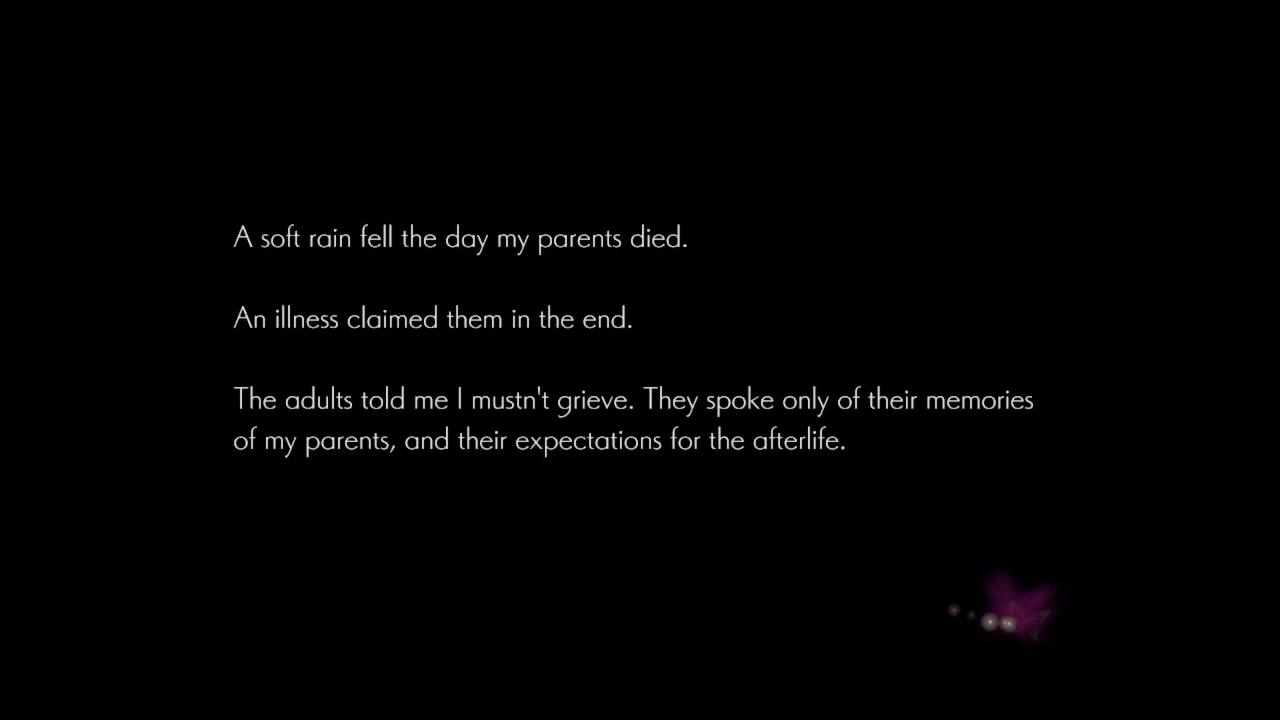 A soft rain fell the day my parents died.
An illness claimed them in the end.
The adults told me I mustn't grieve. They spoke only of their memories
of my parents, and their expectations for the afterlife.